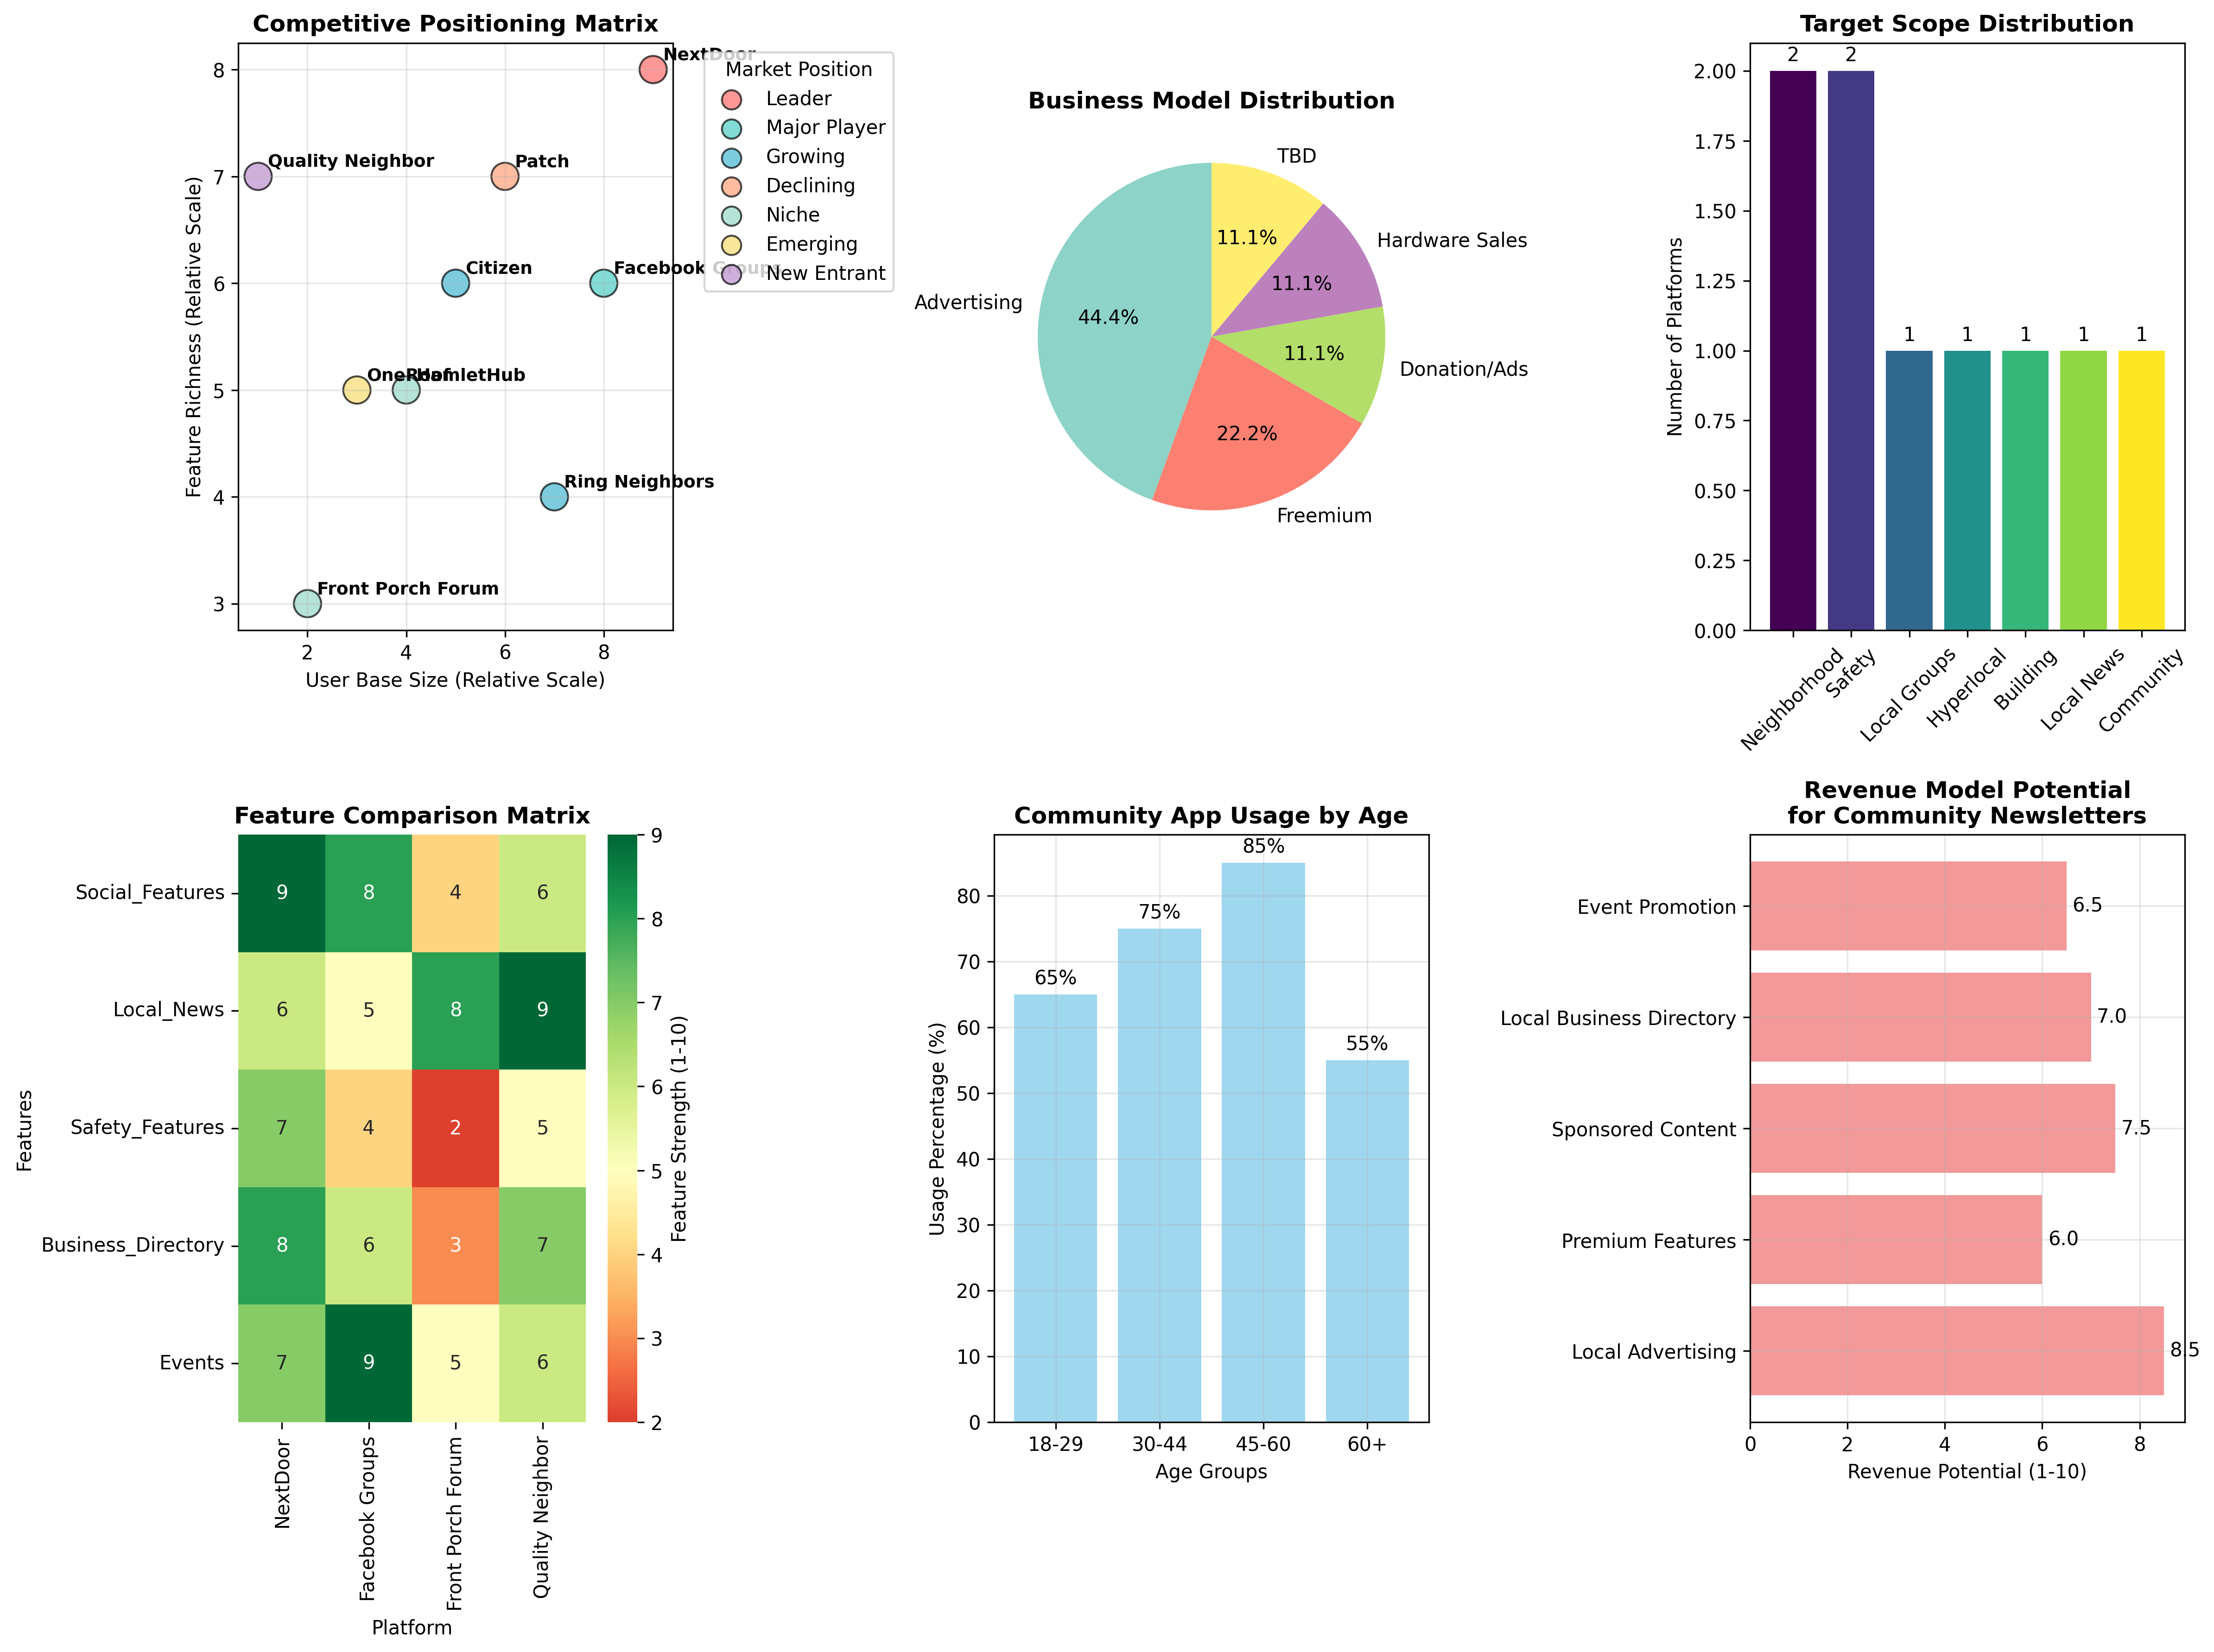 Competitive Positioning Matrix
Feature Richness (Relative Scale)
8
7
6
5
4
3
2
4
6
8
User Base Size (Relative Scale)
NextDoor
Quality Neighbor
Patch
Citizen
Facebook Groups
OneRoof
HamletHub
Ring Neighbors
Front Porch Forum
Market Position
Leader
Major Player
Growing
Declining
Niche
Emerging
New Entrant
Business Model Distribution
TBD
11.1%
Hardware Sales
11.1%
Advertising
44.4%
Donation/Ads
11.1%
Freemium
22.2%
Target Scope Distribution
Number of Platforms
2.00
1.75
1.50
1.25
1.00
0.75
0.50
0.25
0.00
2
2
1
1
1
1
1
Neighborhood
Safety
Local Groups
Hyperlocal
Building
Local News
Community
Feature Comparison Matrix
Features
Social_Features
9
8
4
6
Local_News
6
5
8
9
Safety_Features
7
4
2
5
Business_Directory
8
6
3
7
Events
7
9
5
6
NextDoor
Facebook Groups
Front Porch Forum
Quality Neighbor
Platform
9
8
7
6
5
4
3
2
Feature Strength (1-10)
Community App Usage by Age
Usage Percentage (%)
80
70
60
50
40
30
20
10
0
65%
75%
85%
55%
18-29
30-44
45-60
60+
Age Groups
Revenue Model Potential
for Community Newsletters
Event Promotion
6.5
Local Business Directory
7.0
Sponsored Content
7.5
Premium Features
6.0
Local Advertising
8.5
0
2
4
6
8
Revenue Potential (1-10)